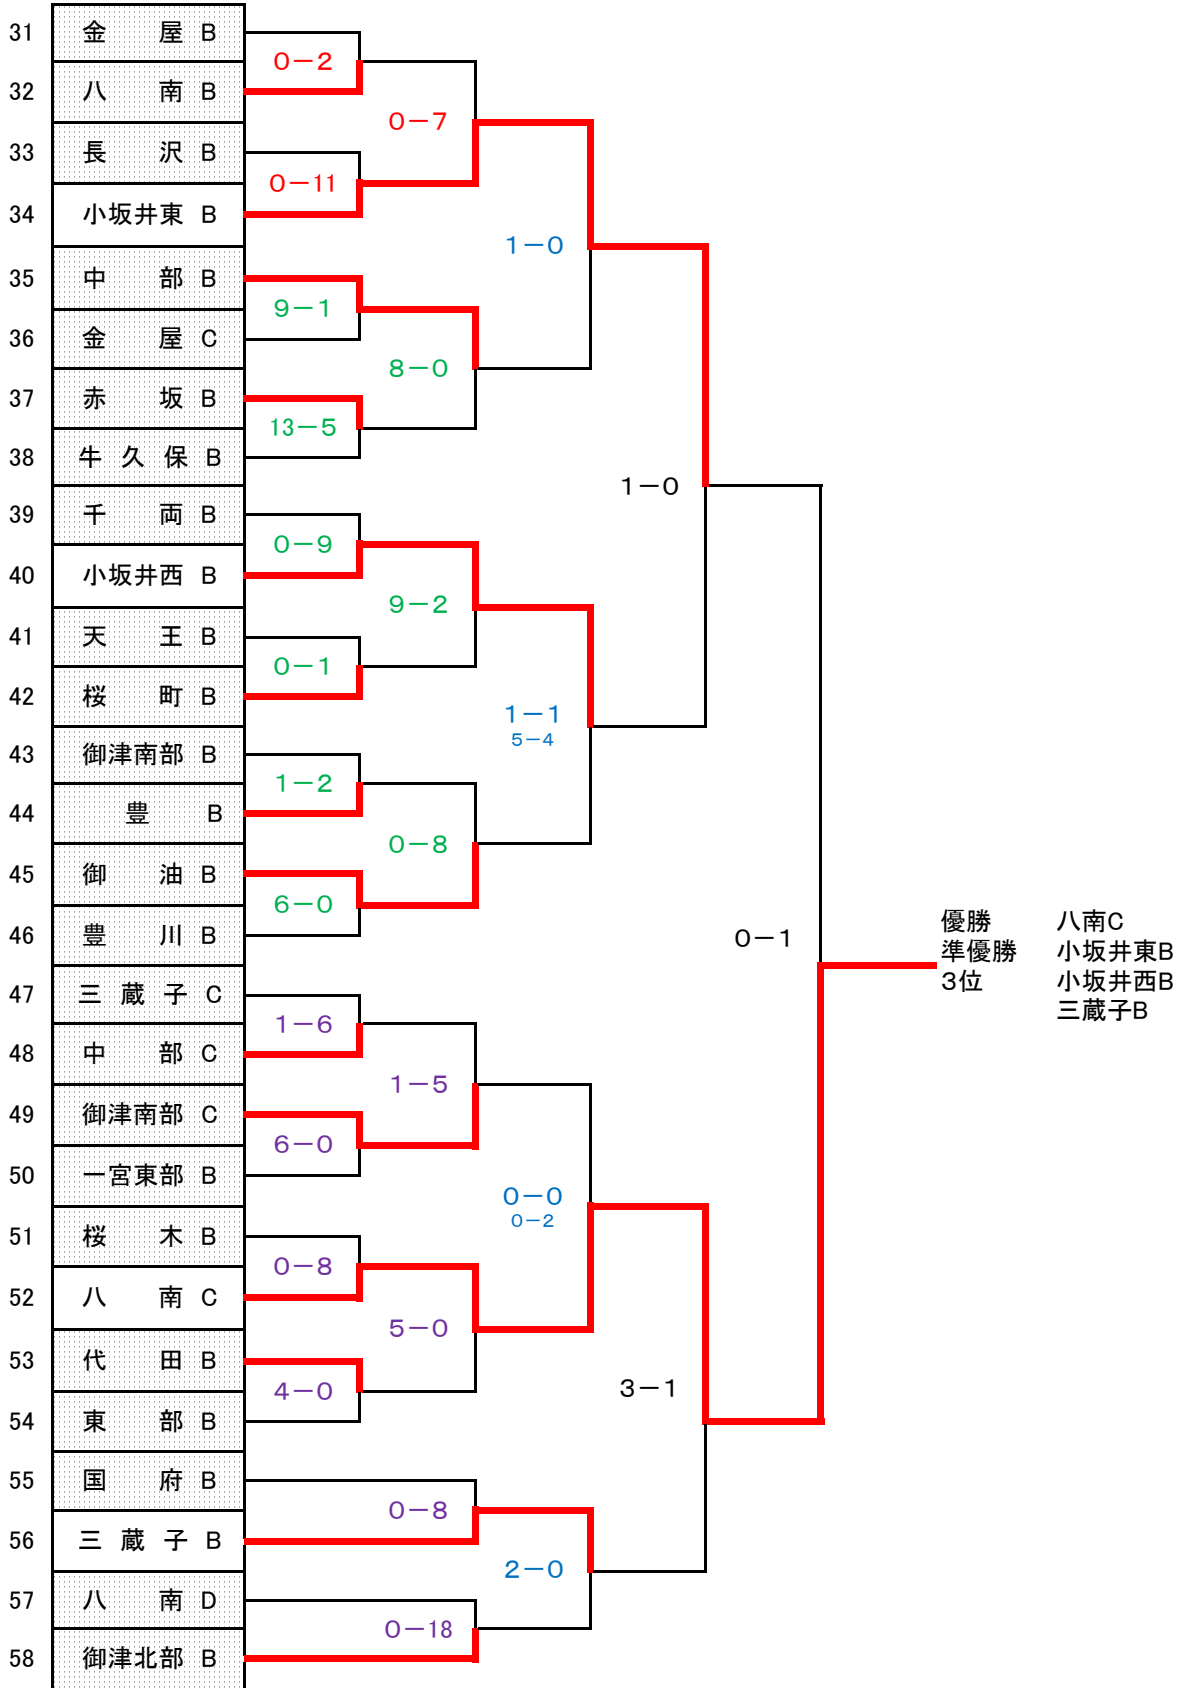 31 金屋 B
0－2
32 八南 B
0－7
33 長沢 B
0－11
34 小坂井東 B
1－0
35 中部 B
9－1
36 金屋 C
8－0
37 赤坂 B
13－5
38 牛久保 B
1－0
39 千両 B
0－9
40 小坂井西 B
9－2
41 天王 B
0－1
42 桜町 B
1－1
5－4
43 御津南部 B
1－2
44 豊 B
0－8
45 御油 B
6－0
46 豊川 B
0－1
優勝 八南C
準優勝 小坂井東B
3位 小坂井西B
三蔵子B
47 三蔵子 C
1－6
48 中部 C
1－5
49 御津南部 C
6－0
50 一宮東部 B
0－0
0－2
51 桜木 B
0－8
52 八南 C
5－0
53 代田 B
4－0
3－1
54 東部 B
55 国府 B
0－8
56 三蔵子 B
2－0
57 八南 D
0－18
58 御津北部 B